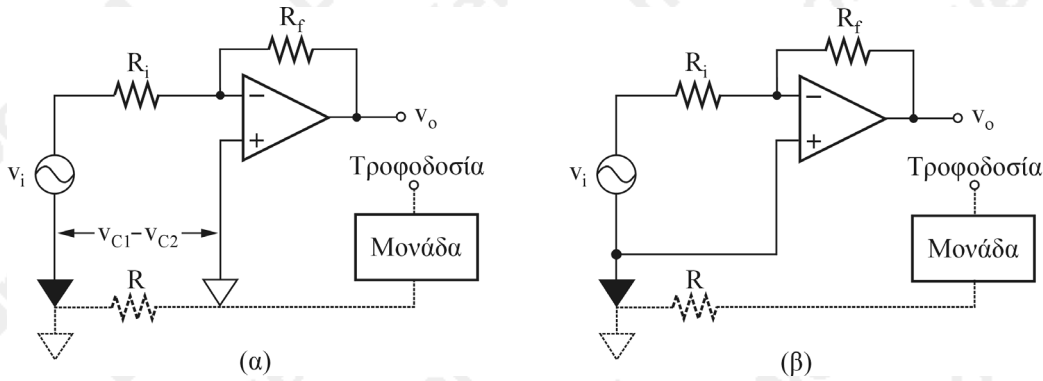 R_f
R_i
−
+
v_o
v_i
Τροφοδοσία
v_C1−v_C2
Μονάδα
R
(α)
R_f
R_i
−
+
v_o
v_i
Τροφοδοσία
Μονάδα
R
(β)